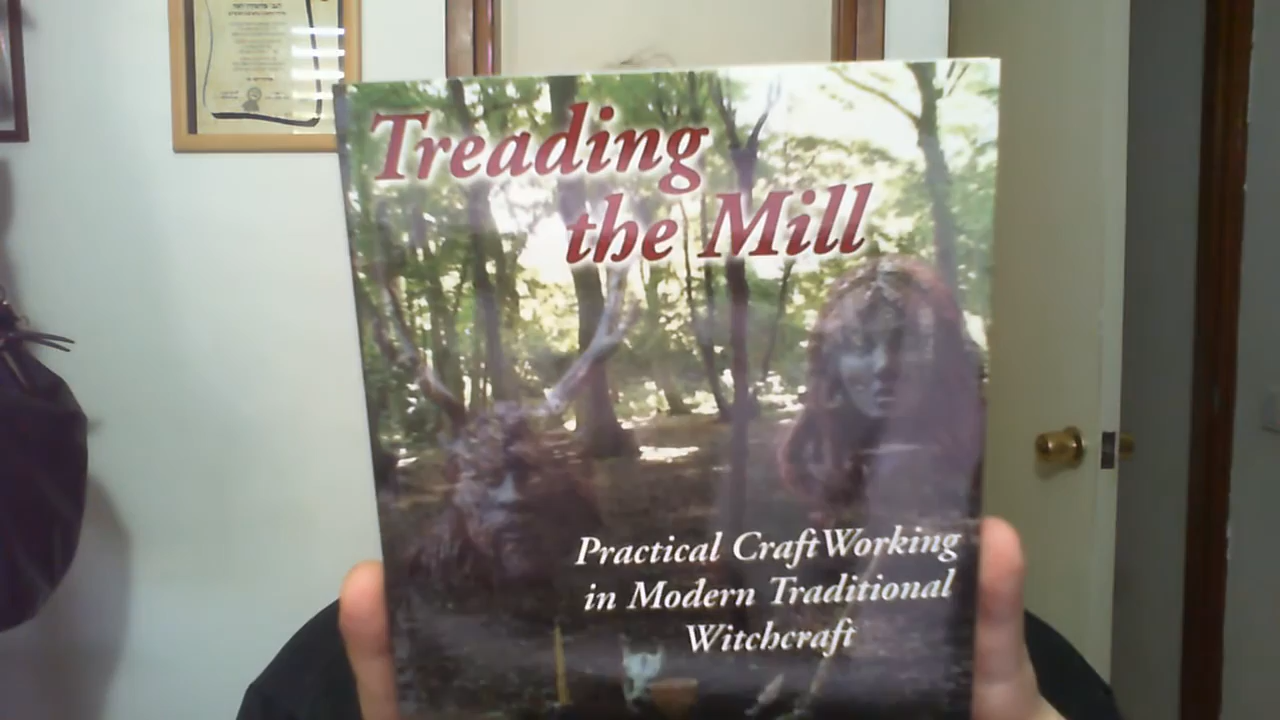 Treading
the Mill
Practical CraftWorking
in Modern Traditional
Witchcraft